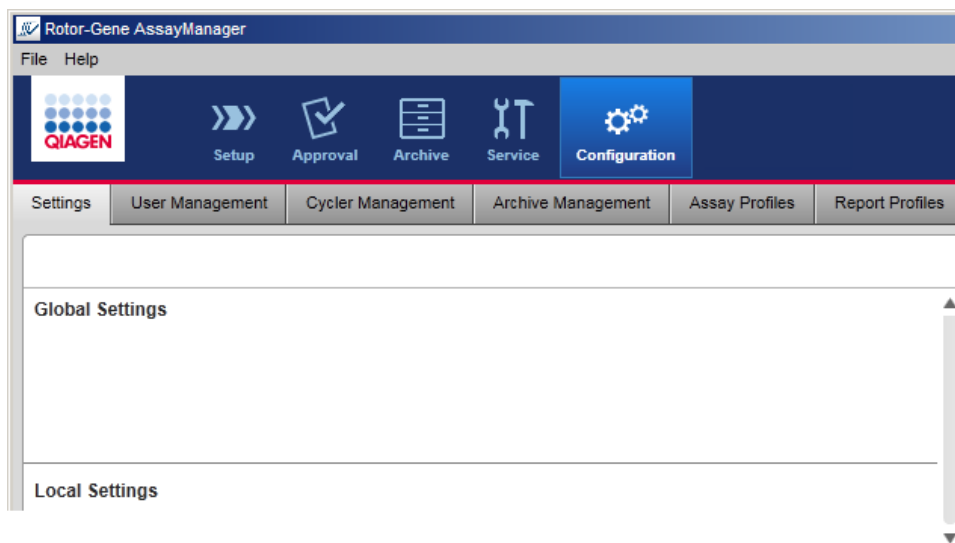 Rotor-Gene AssayManager
File Help
QIAGEN
Setup Approval Archive Service Configuration
Settings User Management Cycler Management Archive Management Assay Profiles Report Profiles
Global Settings
Local Settings